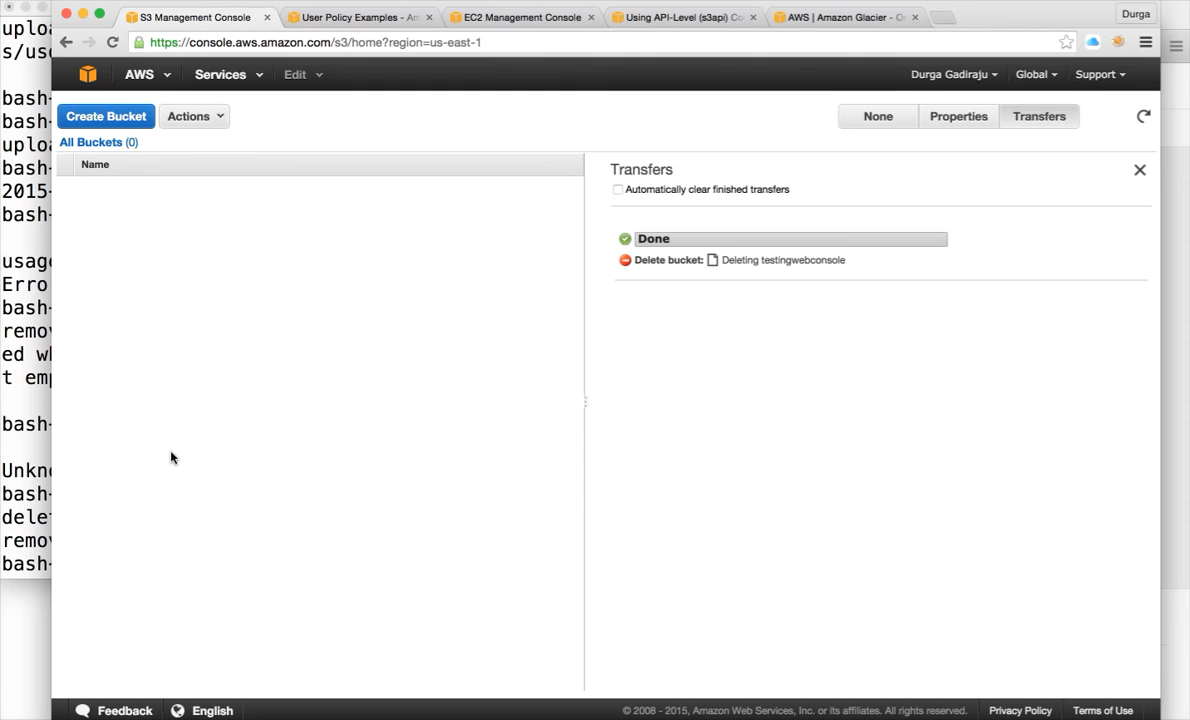 S3 Management Console
User Policy Examples - Am
EC2 Management Console
Using API-Level (s3api) Co
AWS | Amazon Glacier - O
Durga
https://console.aws.amazon.com/s3/home?region=us-east-1
AWS
Services
Edit
Durga Gadiraju
Global
Support
Create Bucket
Actions
None
Properties
Transfers
All Buckets (0)
Name
Transfers
Automatically clear finished transfers
Done
Delete bucket: Deleting testingwebconsole
uploa
s/us
bash-
bash-
uploa
bash-
2015-
bash-
usage
Erro
bash-
remov
ed wh
t emp
bash-
Unkno
bash-
delet
remov
bash-
Feedback
English
© 2008 - 2015, Amazon Web Services, Inc. or its affiliates. All rights reserved.
Privacy Policy
Terms of Use